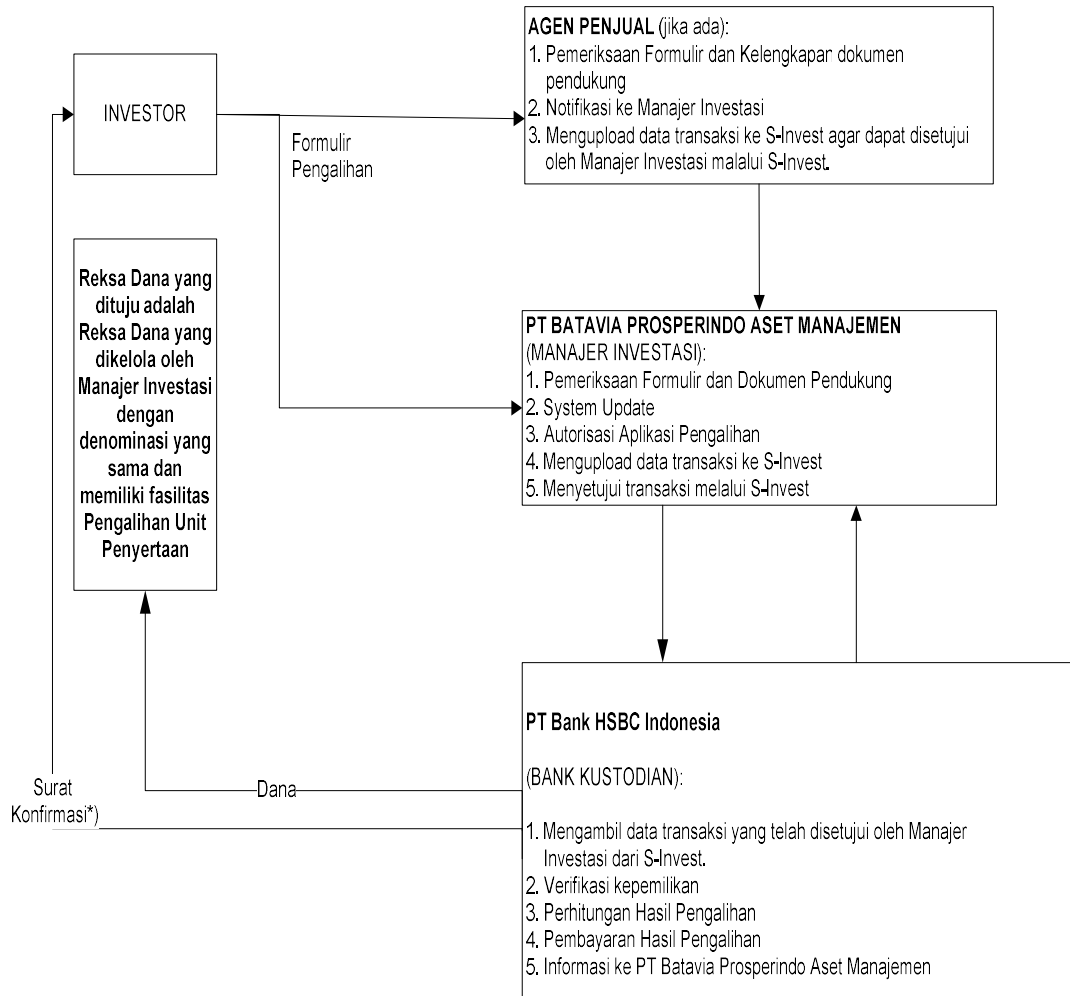 AGEN PENJUAL (jika ada):
1. Pemeriksaan Formulir dan Kelengkapan dokumen
pendukung
2. Notifikasi ke Manajer Investasi
3. Mengupload data transaksi ke S-Invest agar dapat disetujui
oleh Manajer Investasi malalui S-Invest.
INVESTOR
Formulir
Pengalihan
Reksa Dana yang
dituju adalah
Reksa Dana yang
dikelola oleh
Manajer Investasi
dengan
denominasi yang
sama dan
memiliki fasilitas
Pengalihan Unit
Penyertaan
PT BATAVIA PROSPERINDO ASET MANAJEMEN
(MANAJER INVESTASI):
1. Pemeriksaan Formulir dan Dokumen Pendukung
2. System Update
3. Autorisasi Aplikasi Pengalihan
4. Mengupload data transaksi ke S-Invest
5. Menyetujui transaksi melalui S-Invest
PT Bank HSBC Indonesia
(BANK KUSTODIAN):
1. Mengambil data transaksi yang telah disetujui oleh Manajer
Investasi dari S-Invest.
2. Verifikasi kepemilikan
3. Perhitungan Hasil Pengalihan
4. Pembayaran Hasil Pengalihan
5. Informasi ke PT Batavia Prosperindo Aset Manajemen
Dana
Surat
Konfirmasi*)